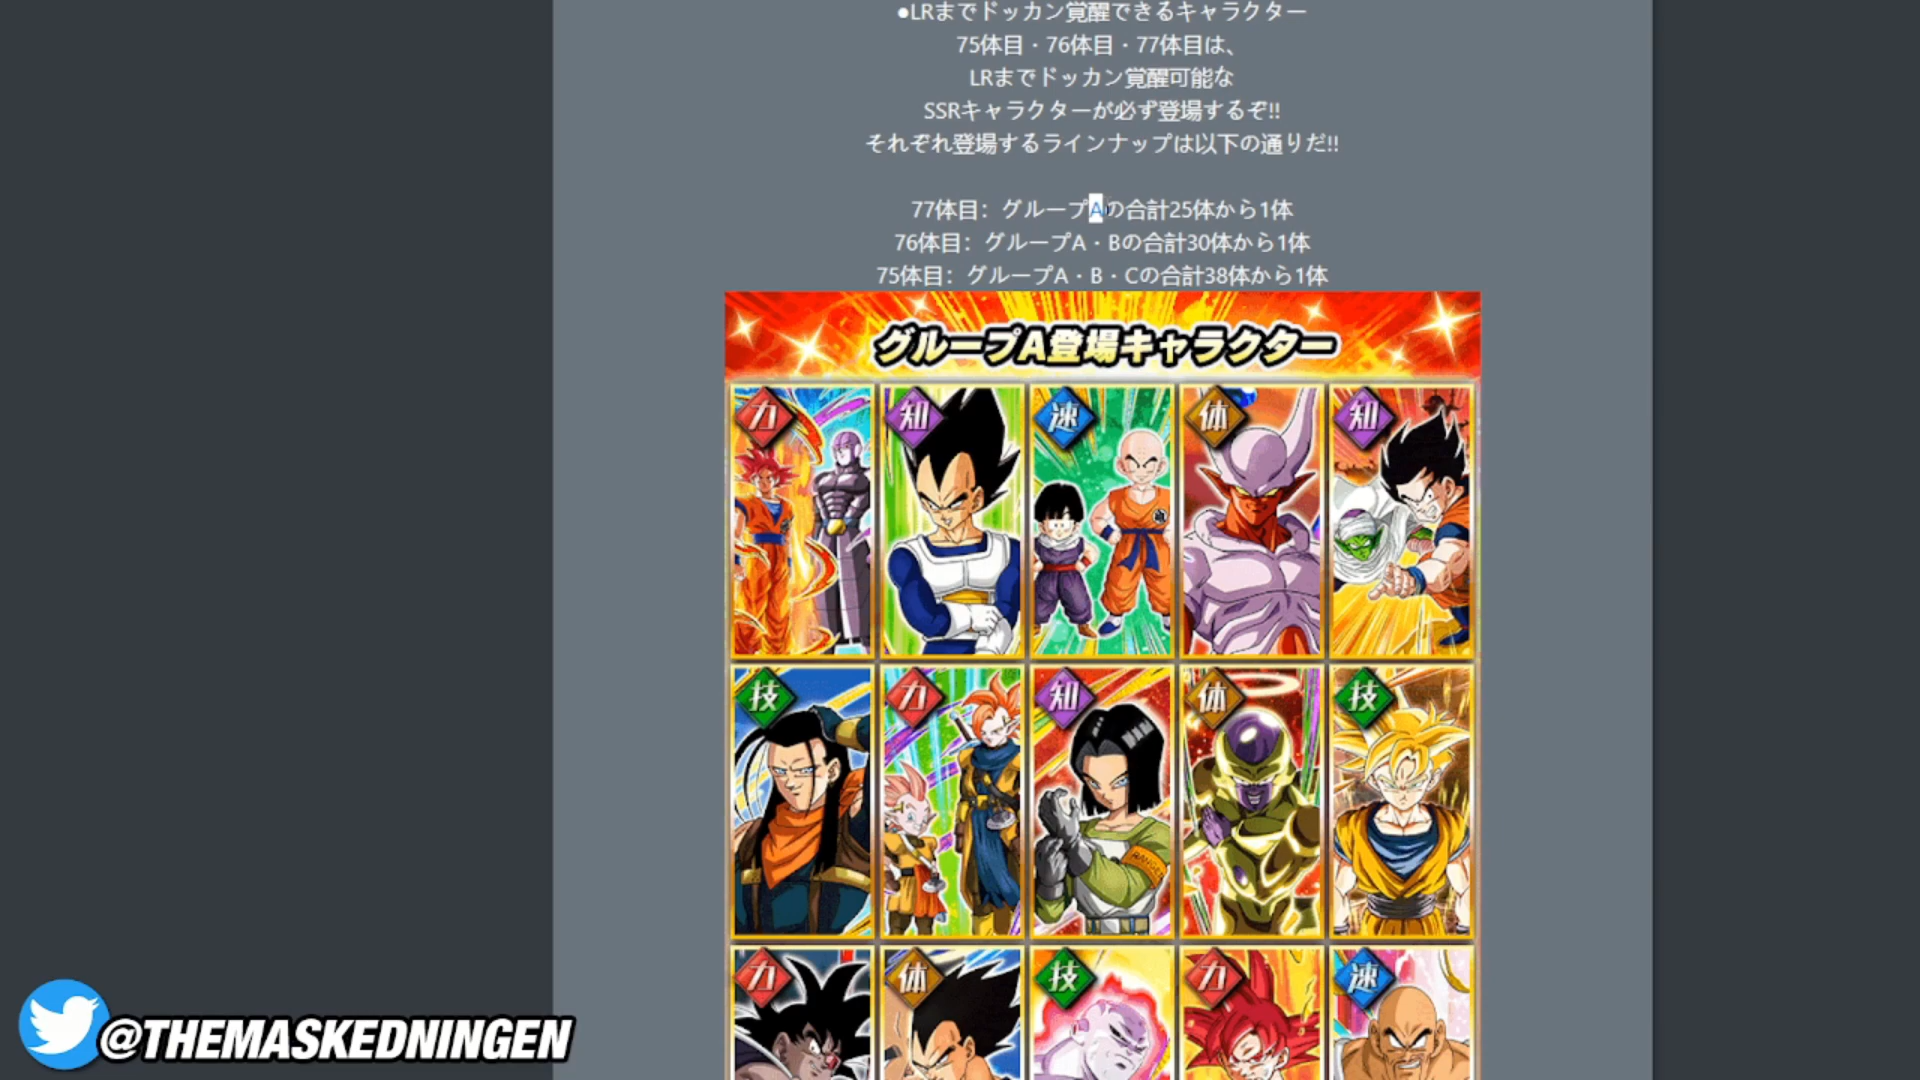 ●LRまでドッカン覚醒できるキャラクター
75体目・76体目・77体目は、
LRまでドッカン覚醒可能な
SSRキャラクターが必ず登場するぞ!!
それぞれ登場するラインナップは以下の通りだ!!
77体目：グループAの合計25体から1体
76体目：グループA・Bの合計30体から1体
75体目：グループA・B・Cの合計38体から1体
グループA登場キャラクター
力 知 速 体 知
技 力 知 体 技
RANGER
力 体 技 力 速
@THEMASKEDNINGEN